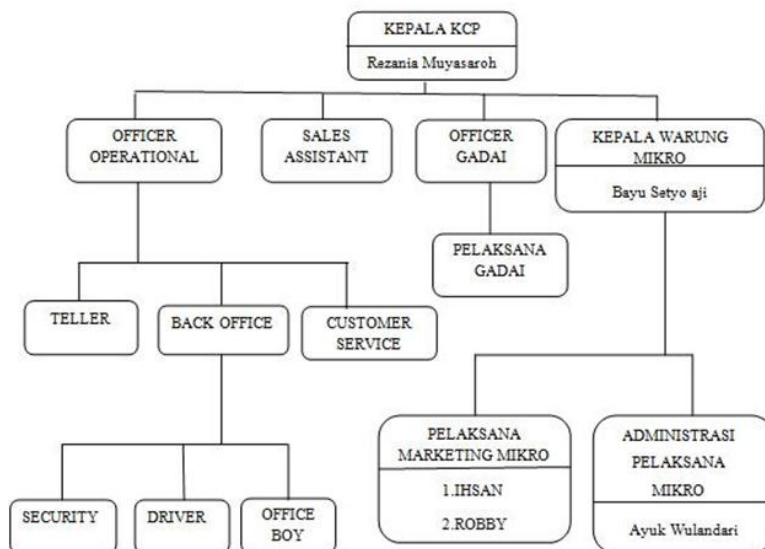 KEPALA KCP
Rezania Muyasaroh
OFFICER
OPERATIONAL
SALES
ASSISTANT
OFFICER
GADAI
KEPALA WARUNG
MIKRO
Bayu Setyo aji
PELAKSANA
GADAI
TELLER
BACK OFFICE
CUSTOMER
SERVICE
PELAKSANA
MARKETING MIKRO
1.IHSAN
2.ROBBY
ADMINISTRASI
PELAKSANA
MIKRO
Ayuk Wulandari
SECURITY
DRIVER
OFFICE
BOY